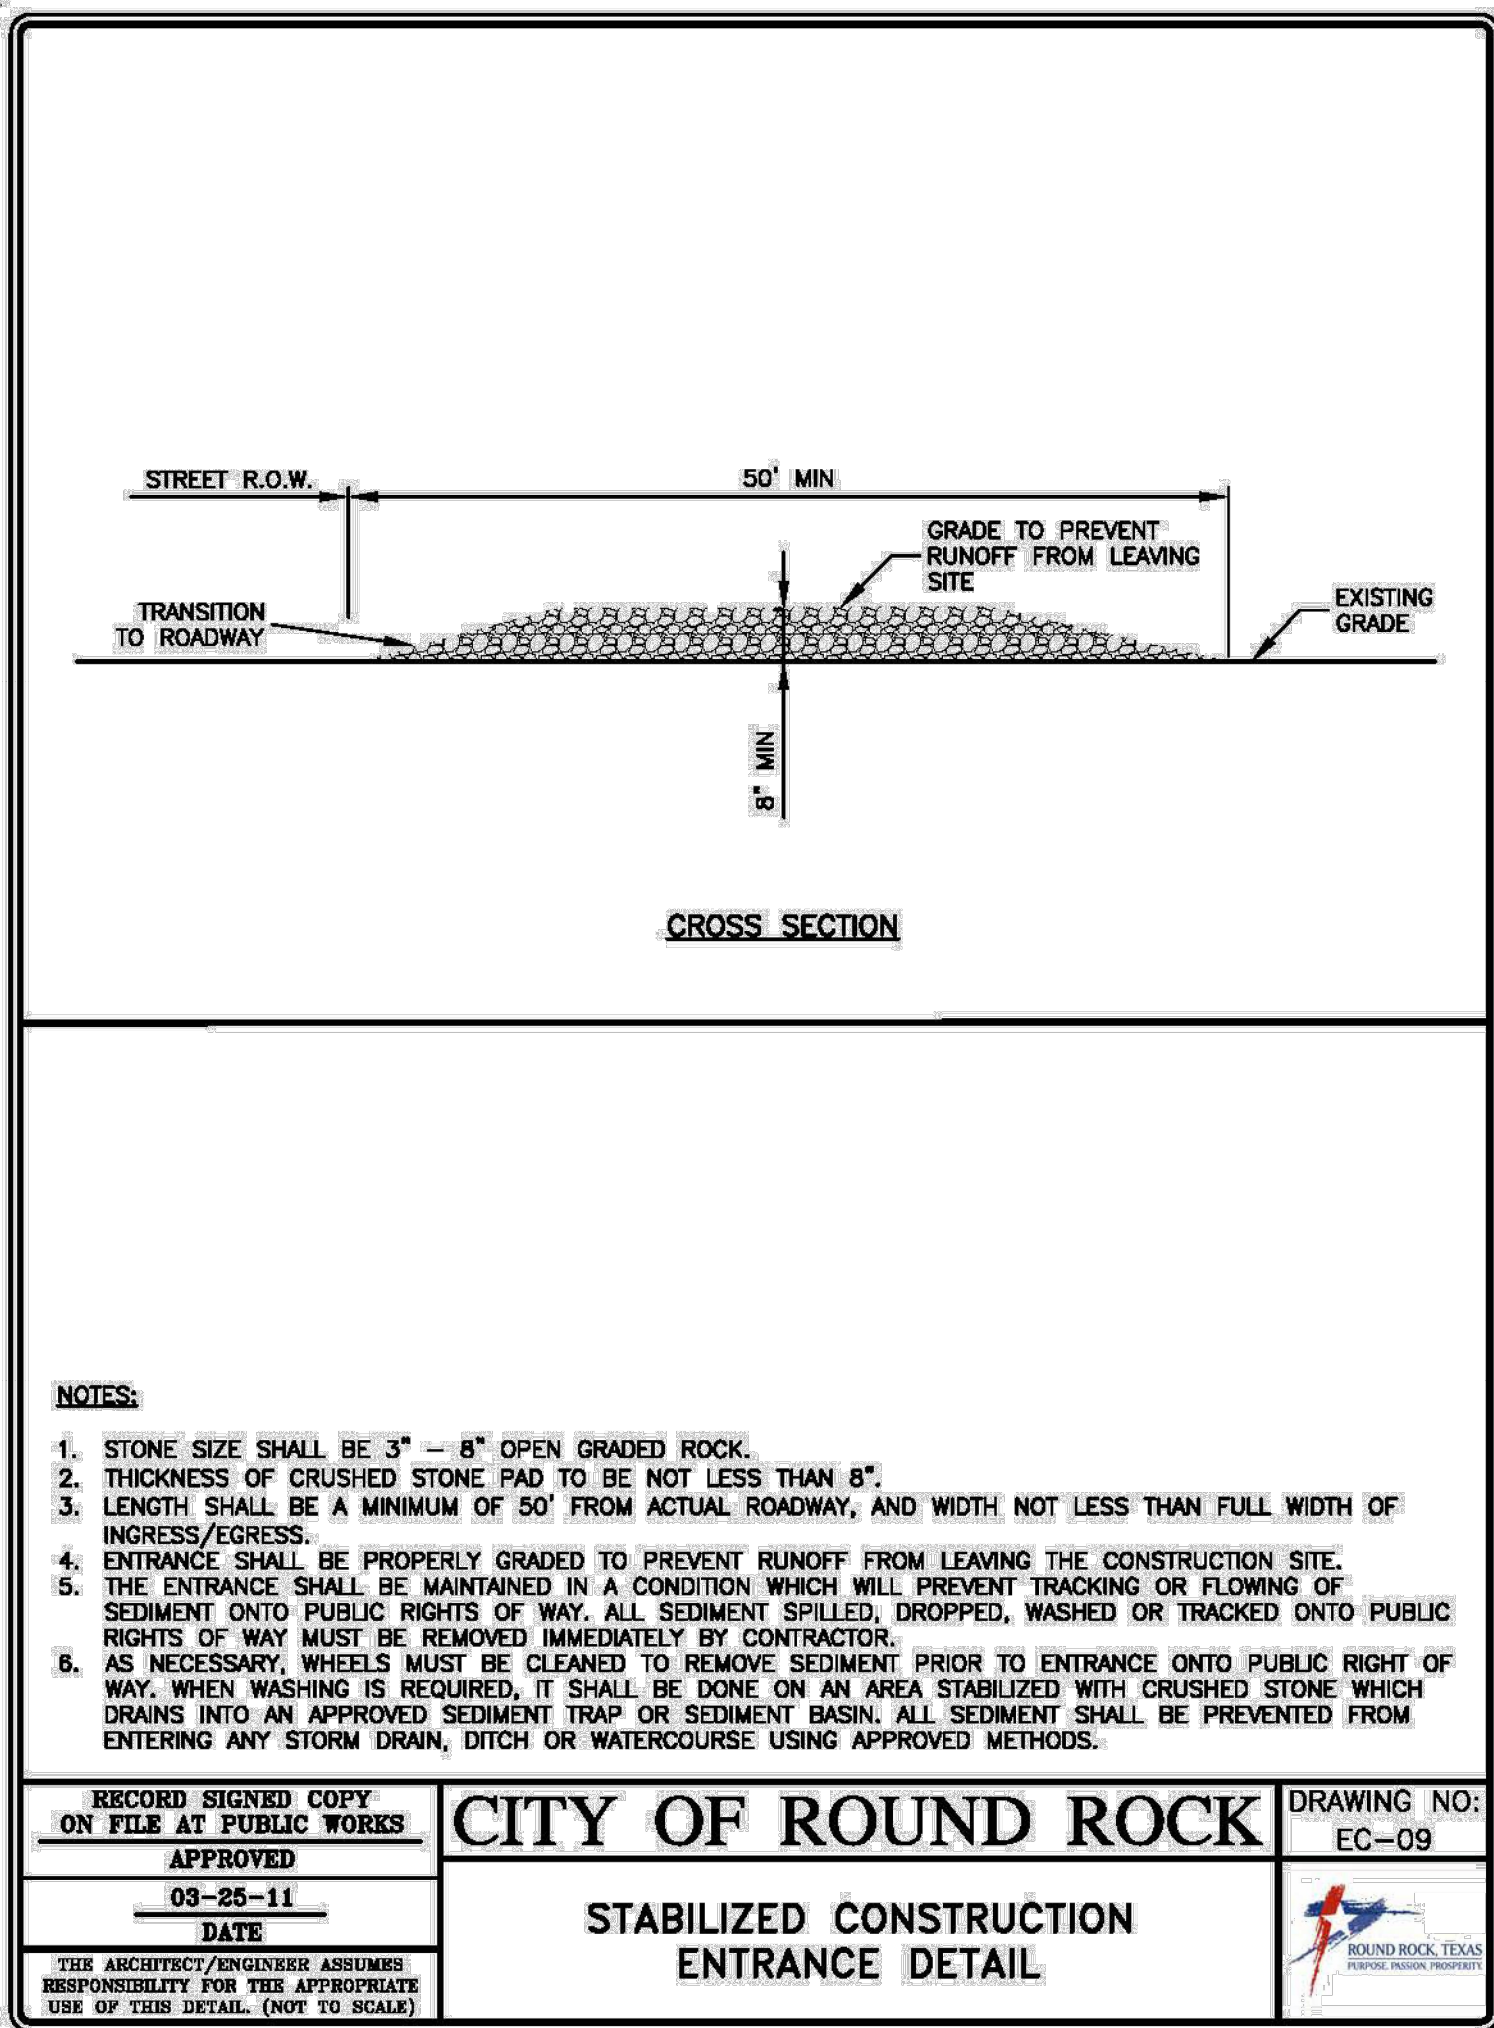 STREET R.O.W.
50' MIN
GRADE TO PREVENT
RUNOFF FROM LEAVING
SITE
TRANSITION
TO ROADWAY
EXISTING
GRADE
8" MIN
CROSS SECTION
NOTES:
1. STONE SIZE SHALL BE 3" – 8" OPEN GRADED ROCK.
2. THICKNESS OF CRUSHED STONE PAD TO BE NOT LESS THAN 8".
3. LENGTH SHALL BE A MINIMUM OF 50' FROM ACTUAL ROADWAY, AND WIDTH NOT LESS THAN FULL WIDTH OF
INGRESS/EGRESS.
4. ENTRANCE SHALL BE PROPERLY GRADED TO PREVENT RUNOFF FROM LEAVING THE CONSTRUCTION SITE.
5. THE ENTRANCE SHALL BE MAINTAINED IN A CONDITION WHICH WILL PREVENT TRACKING OR FLOWING OF
SEDIMENT ONTO PUBLIC RIGHTS OF WAY. ALL SEDIMENT SPILLED, DROPPED, WASHED OR TRACKED ONTO PUBLIC
RIGHTS OF WAY MUST BE REMOVED IMMEDIATELY BY CONTRACTOR.
6. AS NECESSARY, WHEELS MUST BE CLEANED TO REMOVE SEDIMENT PRIOR TO ENTRANCE ONTO PUBLIC RIGHT OF
WAY. WHEN WASHING IS REQUIRED, IT SHALL BE DONE ON AN AREA STABILIZED WITH CRUSHED STONE WHICH
DRAINS INTO AN APPROVED SEDIMENT TRAP OR SEDIMENT BASIN. ALL SEDIMENT SHALL BE PREVENTED FROM
ENTERING ANY STORM DRAIN, DITCH OR WATERCOURSE USING APPROVED METHODS.
RECORD SIGNED COPY
ON FILE AT PUBLIC WORKS
APPROVED
03-25-11
DATE
THE ARCHITECT/ENGINEER ASSUMES
RESPONSIBILITY FOR THE APPROPRIATE
USE OF THIS DETAIL. (NOT TO SCALE)
CITY OF ROUND ROCK
STABILIZED CONSTRUCTION
ENTRANCE DETAIL
DRAWING NO:
EC-09
ROUND ROCK, TEXAS
PURPOSE. PASSION. PROSPERITY.